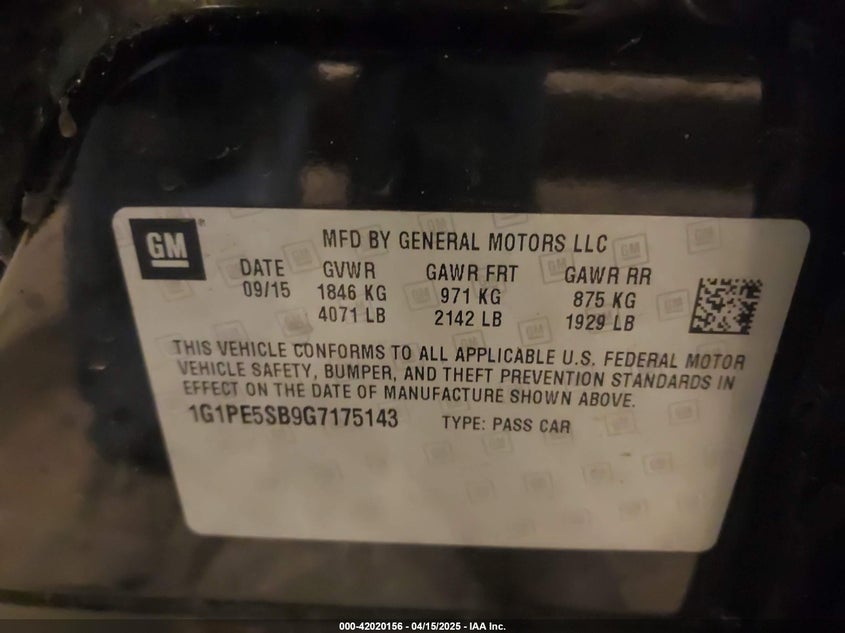 GM
MFD BY GENERAL MOTORS LLC
DATE GVWR GAWR FRT GAWR RR
09/15 1846 KG 971 KG 875 KG
4071 LB 2142 LB 1929 LB
THIS VEHICLE CONFORMS TO ALL APPLICABLE U.S. FEDERAL MOTOR
VEHICLE SAFETY, BUMPER, AND THEFT PREVENTION STANDARDS IN
EFFECT ON THE DATE OF MANUFACTURE SHOWN ABOVE.
1G1PE5SB9G7175143 TYPE: PASS CAR
000-42020156 - 04/15/2025 - IAA Inc.